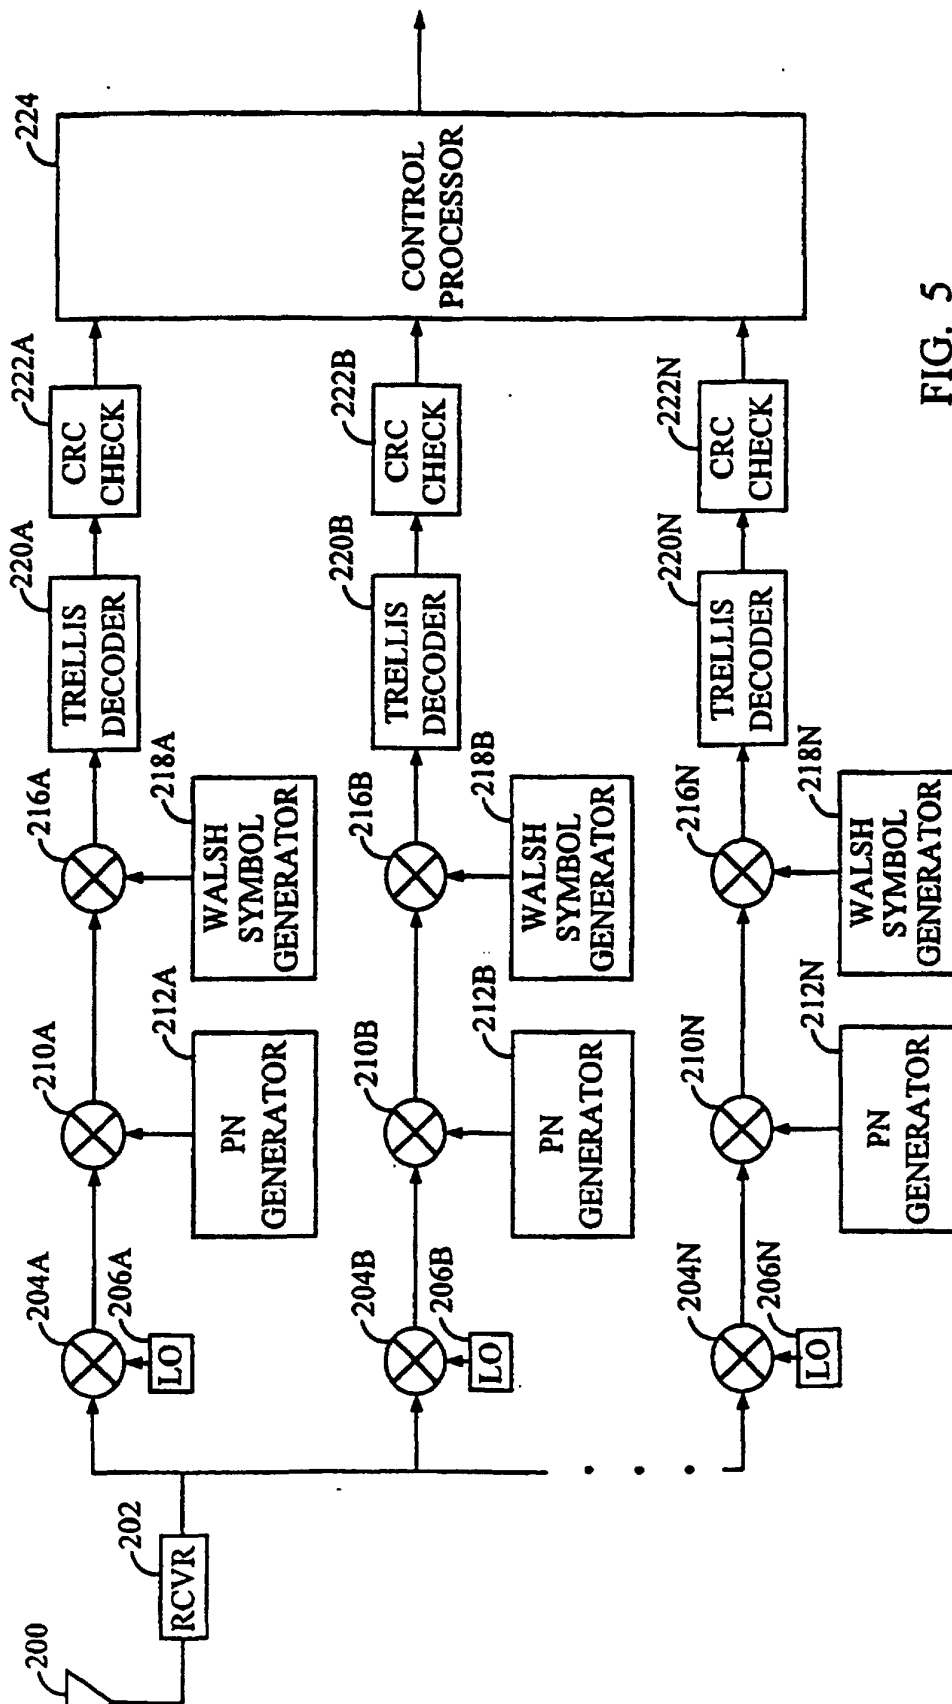 200
202
RCVR
204A
206A
LO
210A
212A
PN
GENERATOR
216A
218A
WALSH
SYMBOL
GENERATOR
220A
TRELLIS
DECODER
222A
CRC
CHECK
224
CONTROL
PROCESSOR
204B
206B
LO
210B
212B
PN
GENERATOR
216B
218B
WALSH
SYMBOL
GENERATOR
220B
TRELLIS
DECODER
222B
CRC
CHECK
204N
206N
LO
210N
212N
PN
GENERATOR
216N
218N
WALSH
SYMBOL
GENERATOR
220N
TRELLIS
DECODER
222N
CRC
CHECK
FIG. 5